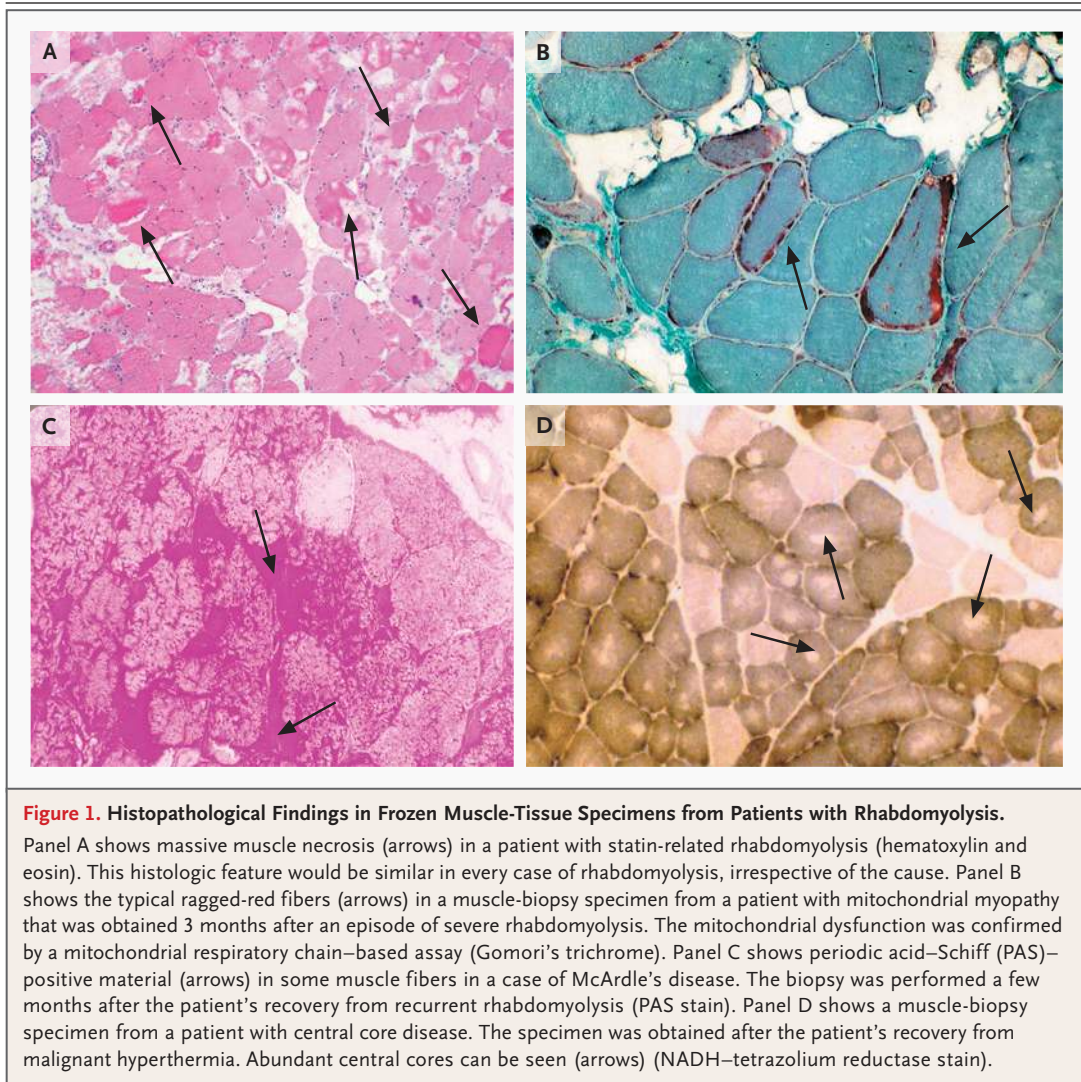 A
B
C
D
Figure 1. Histopathological Findings in Frozen Muscle-Tissue Specimens from Patients with Rhabdomyolysis.
Panel A shows massive muscle necrosis (arrows) in a patient with statin-related rhabdomyolysis (hematoxylin and
eosin). This histologic feature would be similar in every case of rhabdomyolysis, irrespective of the cause. Panel B
shows the typical ragged-red fibers (arrows) in a muscle-biopsy specimen from a patient with mitochondrial myopathy
that was obtained 3 months after an episode of severe rhabdomyolysis. The mitochondrial dysfunction was confirmed
by a mitochondrial respiratory chain–based assay (Gomori's trichrome). Panel C shows periodic acid–Schiff (PAS)–
positive material (arrows) in some muscle fibers in a case of McArdle's disease. The biopsy was performed a few
months after the patient's recovery from recurrent rhabdomyolysis (PAS stain). Panel D shows a muscle-biopsy
specimen from a patient with central core disease. The specimen was obtained after the patient's recovery from
malignant hyperthermia. Abundant central cores can be seen (arrows) (NADH–tetrazolium reductase stain).